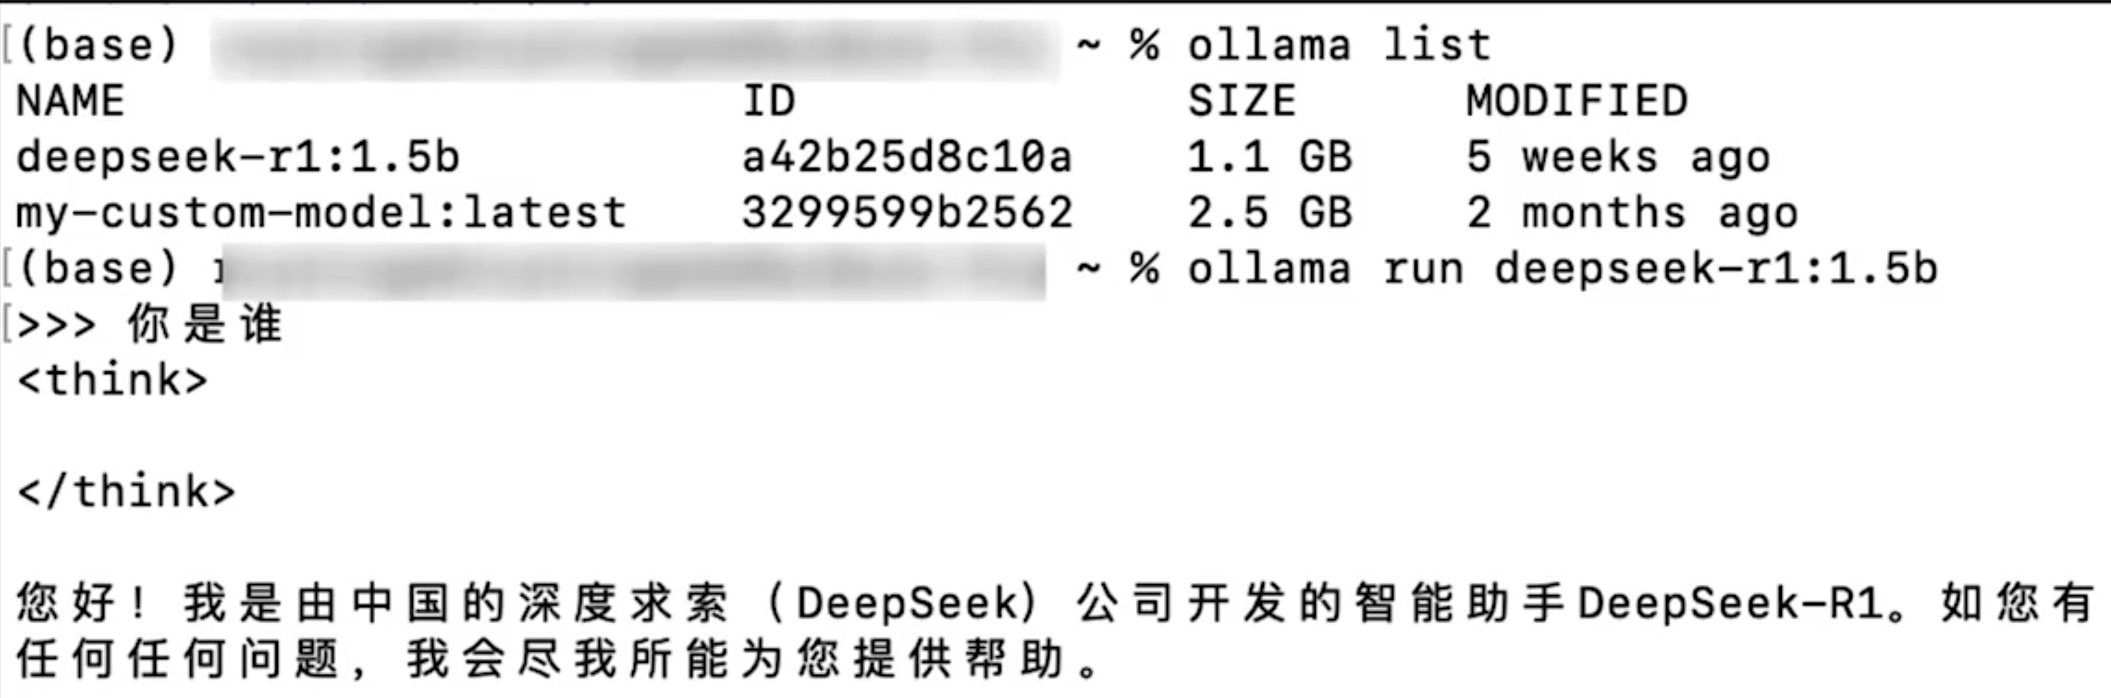 (base) ~ % ollama list
NAME ID SIZE MODIFIED
deepseek-r1:1.5b a42b25d8c10a 1.1 GB 5 weeks ago
my-custom-model:latest 3299599b2562 2.5 GB 2 months ago
(base) ~ % ollama run deepseek-r1:1.5b
>>> 你是谁
<think>
</think>
您好！我是由中国的深度求索（DeepSeek）公司开发的智能助手DeepSeek-R1。如您有
任何任何问题，我会尽我所能为您提供帮助。